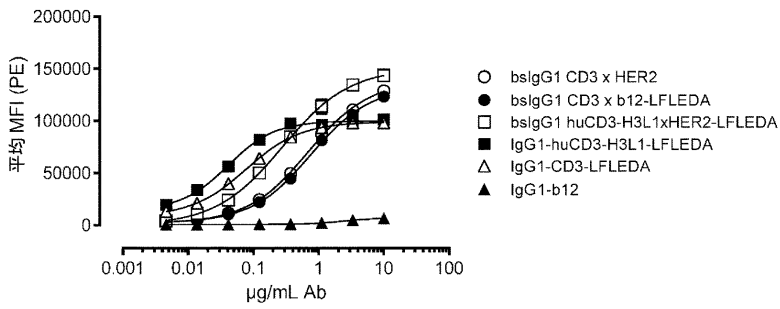 200000
150000
100000
50000
0
平均 MFI (PE)
0.001 0.01 0.1 1 10 100
µg/mL Ab
bsIgG1 CD3 x HER2
bsIgG1 CD3 x b12-LFLEDA
bsIgG1 huCD3-H3L1xHER2-LFLEDA
IgG1-huCD3-H3L1-LFLEDA
IgG1-CD3-LFLEDA
IgG1-b12